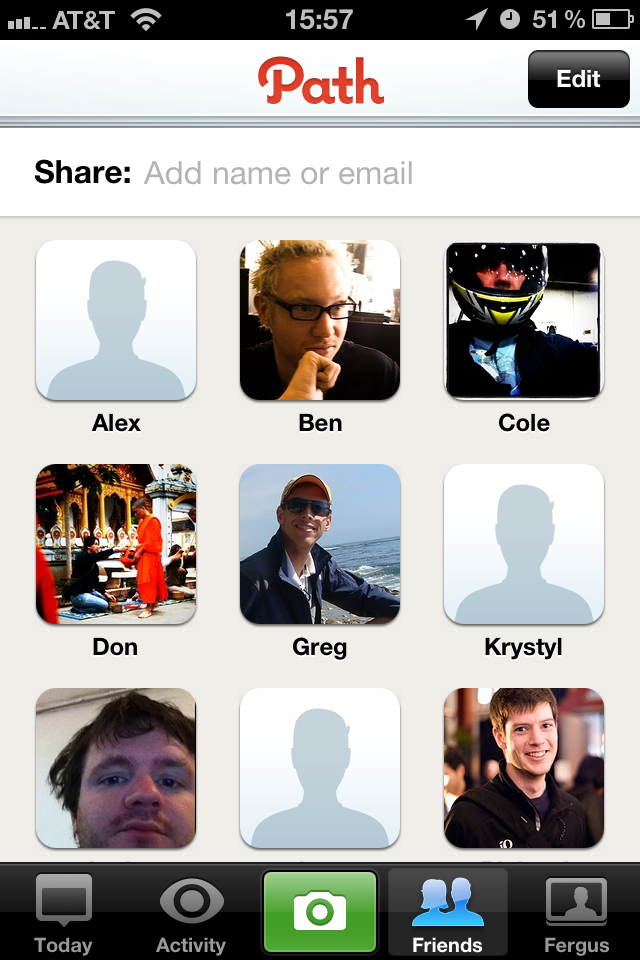 AT&T 15:57 51 %
Path Edit
Share: Add name or email
Alex Ben Cole
Don Greg Krystyl
Today Activity Friends Fergus